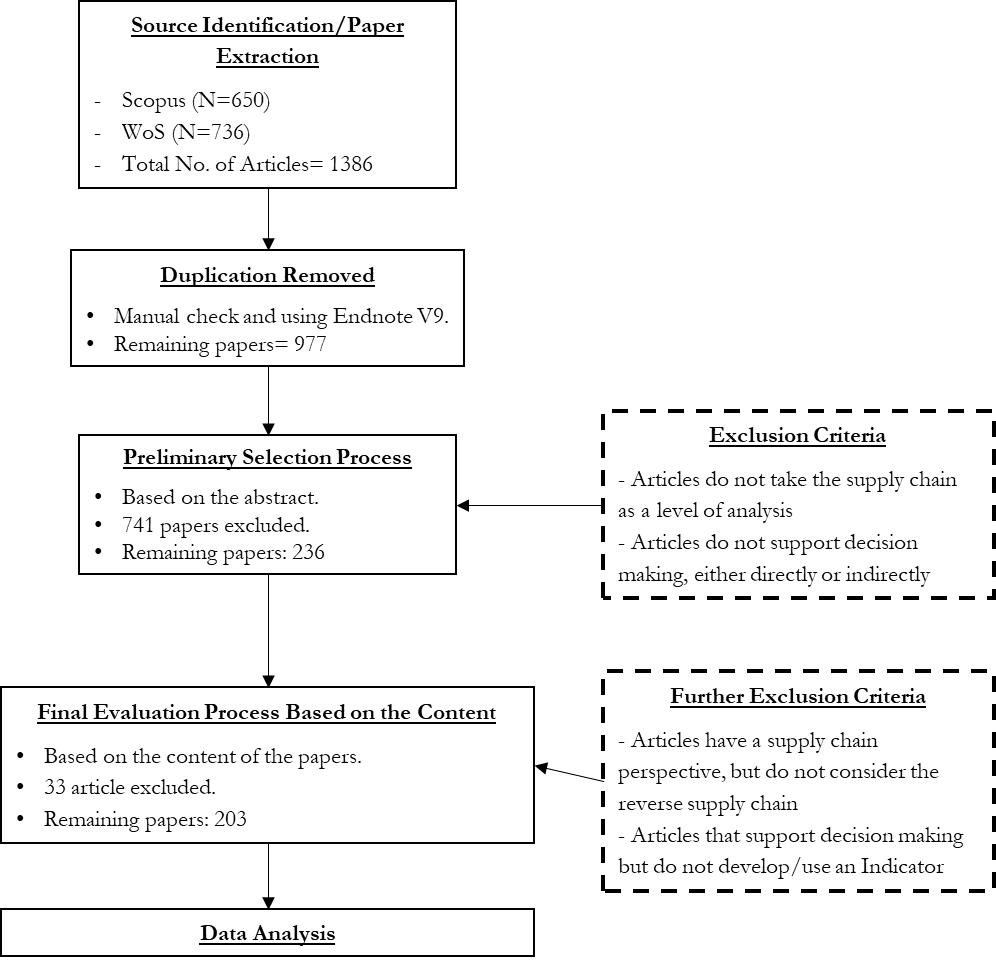 Source Identification/Paper
Extraction
- Scopus (N=650)
- WoS (N=736)
- Total No. of Articles= 1386
Duplication Removed
• Manual check and using Endnote V9.
• Remaining papers= 977
Preliminary Selection Process
• Based on the abstract.
• 741 papers excluded.
• Remaining papers: 236
Exclusion Criteria
- Articles do not take the supply chain
as a level of analysis
- Articles do not support decision
making, either directly or indirectly
Final Evaluation Process Based on the Content
• Based on the content of the papers.
• 33 article excluded.
• Remaining papers: 203
Further Exclusion Criteria
- Articles have a supply chain
perspective, but do not consider the
reverse supply chain
- Articles that support decision making
but do not develop/use an Indicator
Data Analysis